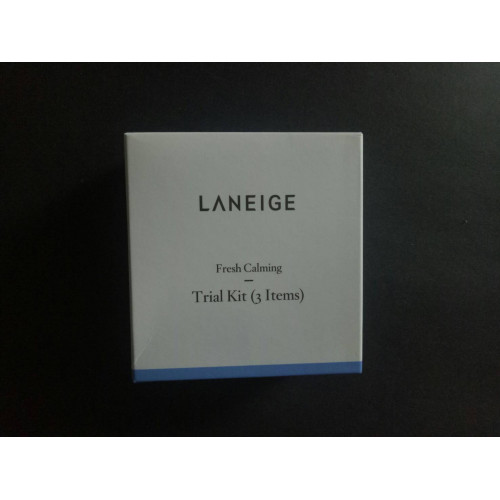 LANEIGE
Fresh Calming
Trial Kit (3 Items)